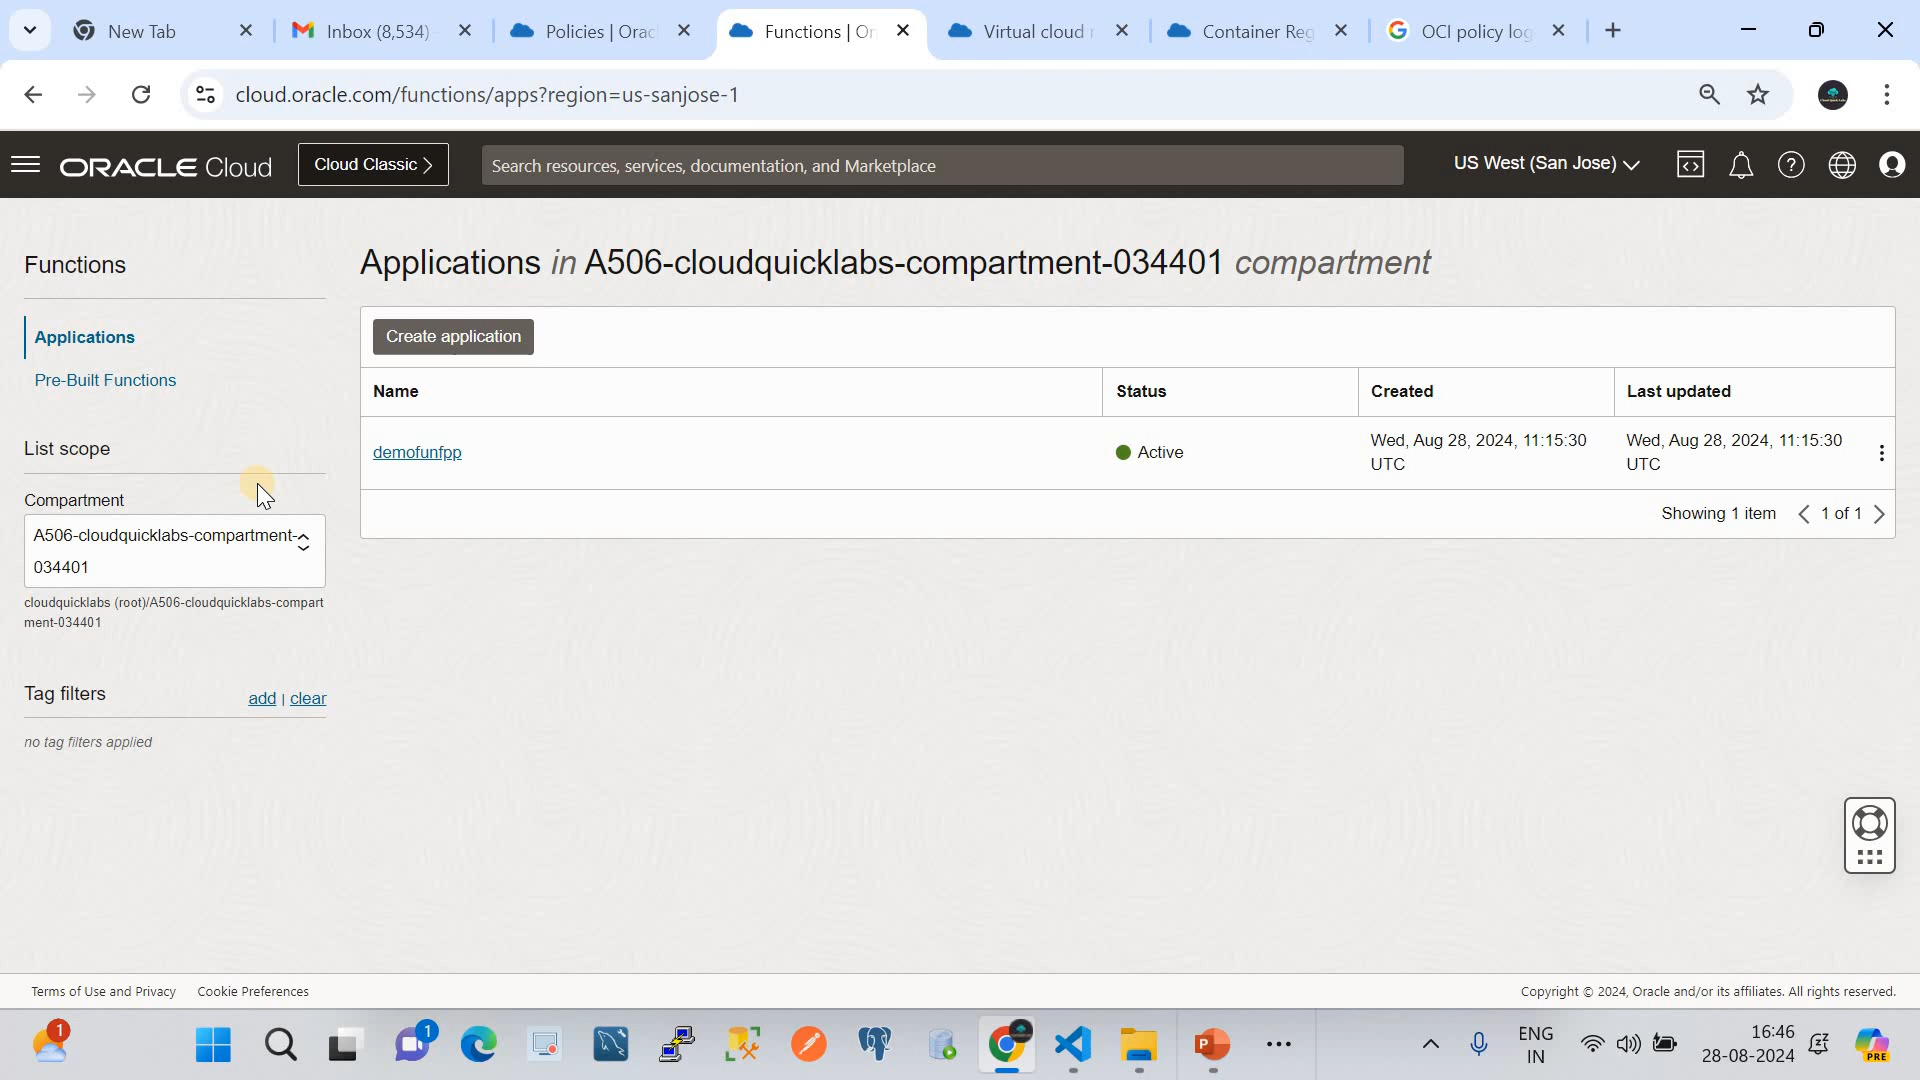 New Tab
Inbox (8,534)
Policies | Orac
Functions | Or
Virtual cloud
Container Reg
OCI policy log
cloud.oracle.com/functions/apps?region=us-sanjose-1
ORACLE Cloud
Cloud Classic
Search resources, services, documentation, and Marketplace
US West (San Jose)
Functions
Applications
Pre-Built Functions
List scope
Compartment
A506-cloudquicklabs-compartment-
034401
cloudquicklabs (root)/A506-cloudquicklabs-compart
ment-034401
Tag filters
add | clear
no tag filters applied
Applications in A506-cloudquicklabs-compartment-034401 compartment
Create application
Name Status Created Last updated
demofunfpp Active Wed, Aug 28, 2024, 11:15:30 UTC Wed, Aug 28, 2024, 11:15:30 UTC
Showing 1 item 1 of 1
Terms of Use and Privacy Cookie Preferences
Copyright © 2024, Oracle and/or its affiliates. All rights reserved.
1
1
ENG
IN
16:46
28-08-2024
PRE